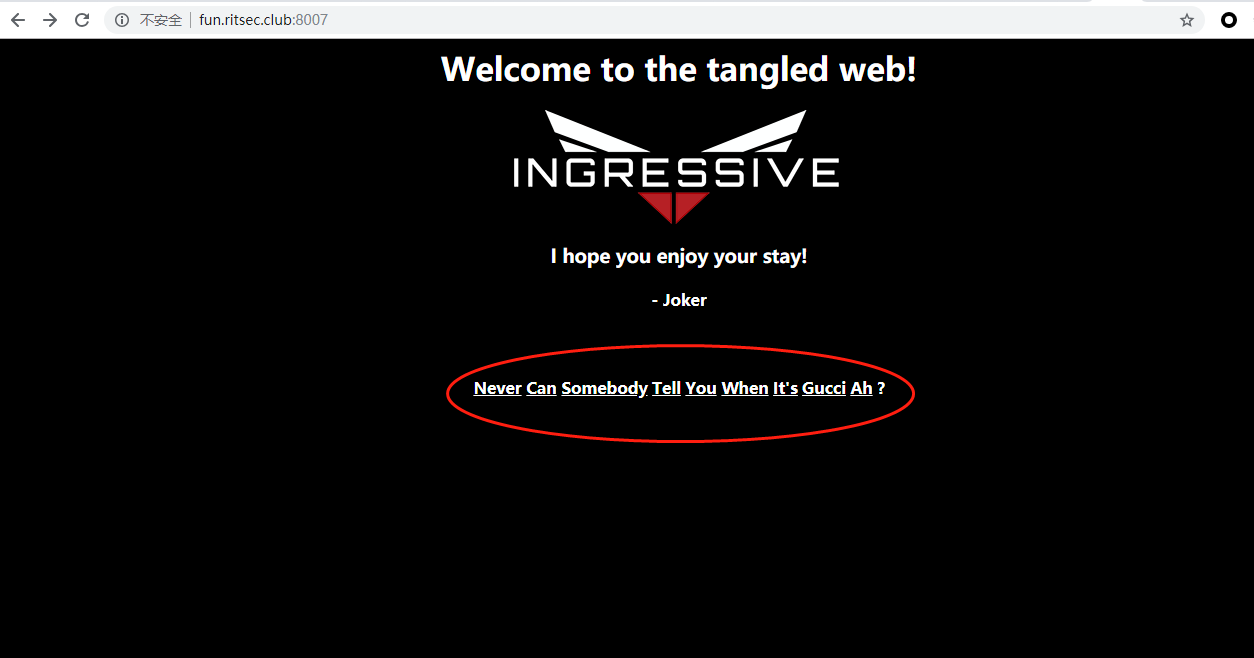 不安全 fun.ritsec.club:8007
Welcome to the tangled web!
INGRESSIVE
I hope you enjoy your stay!
- Joker
Never Can Somebody Tell You When It's Gucci Ah ?